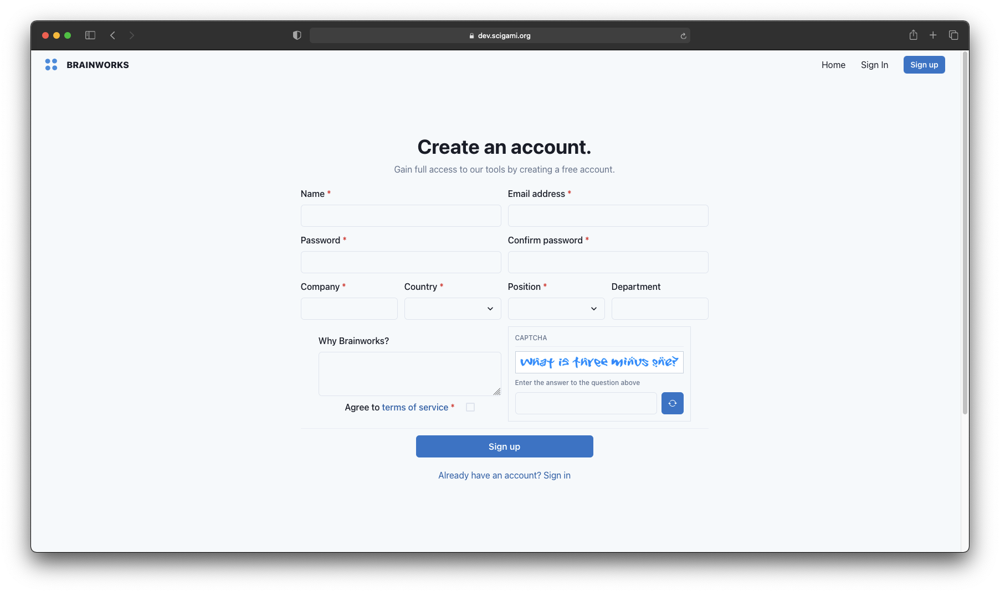 dev.scigami.org
BRAINWORKS
Home
Sign In
Sign up
Create an account.
Gain full access to our tools by creating a free account.
Name *
Email address *
Password *
Confirm password *
Company *
Country *
Position *
Department
Why Brainworks?
Agree to terms of service *
CAPTCHA
What is three minus one?
Enter the answer to the question above
Sign up
Already have an account? Sign in